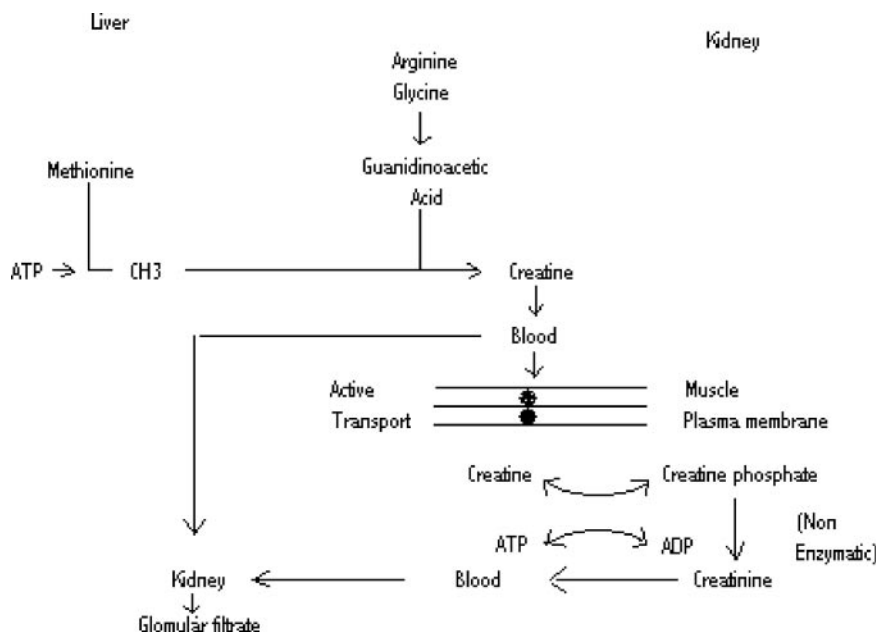 Liver
Kidney
Arginine
Glycine
Methionine
Guanidinoacetic
Acid
ATP
CH3
Creatine
Blood
Active
Muscle
Transport
Plasma membrane
Creatine
Creatine phosphate
(Non
Enzymatic)
ATP
ADP
Kidney
Blood
Creatinine
Glomular filtrate